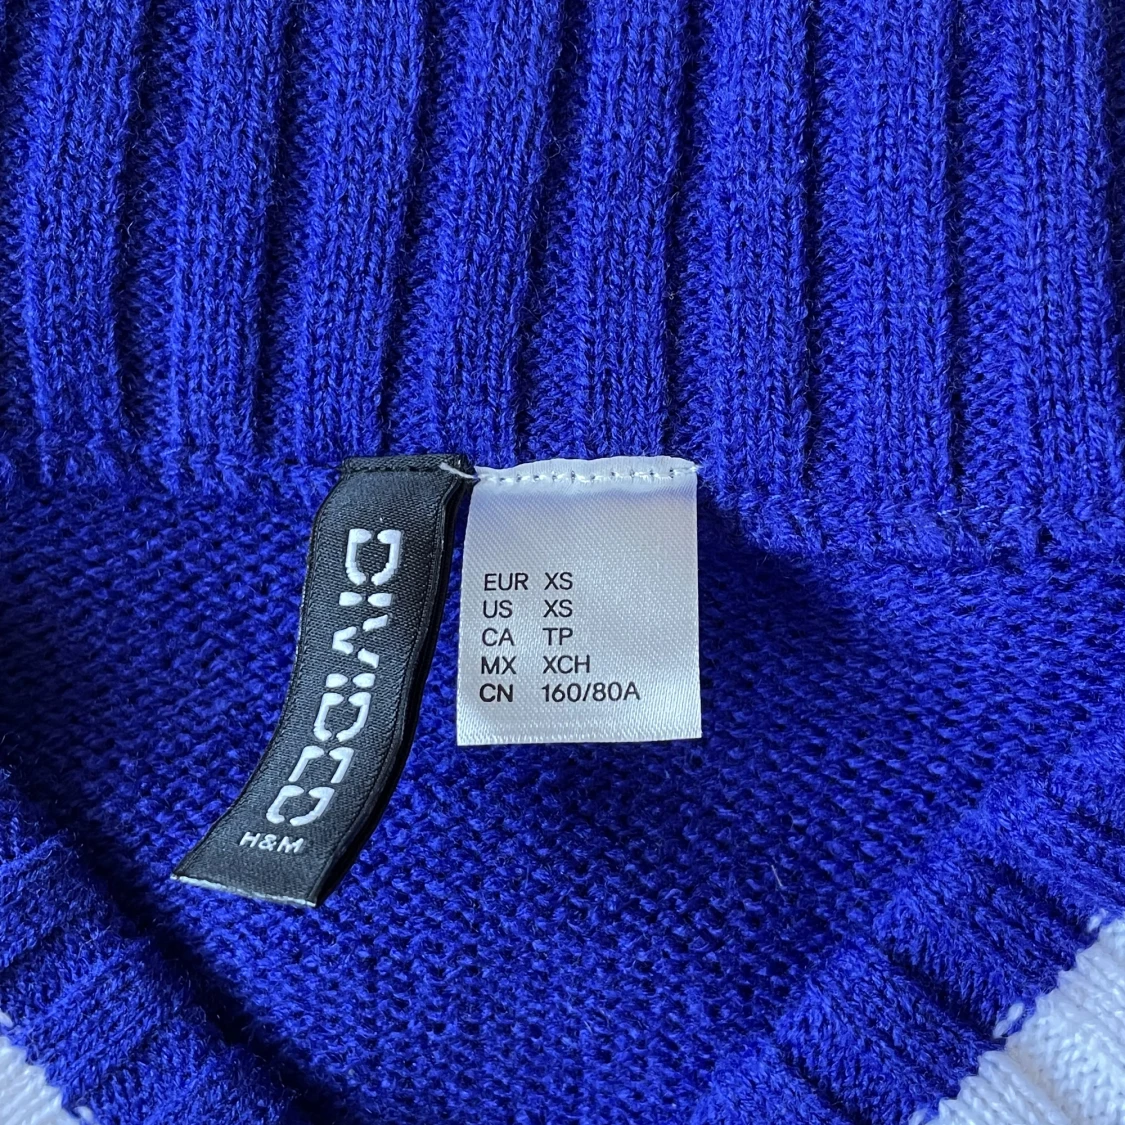 DIVIDED
H&M
EUR XS
US XS
CA TP
MX XCH
CN 160/80A